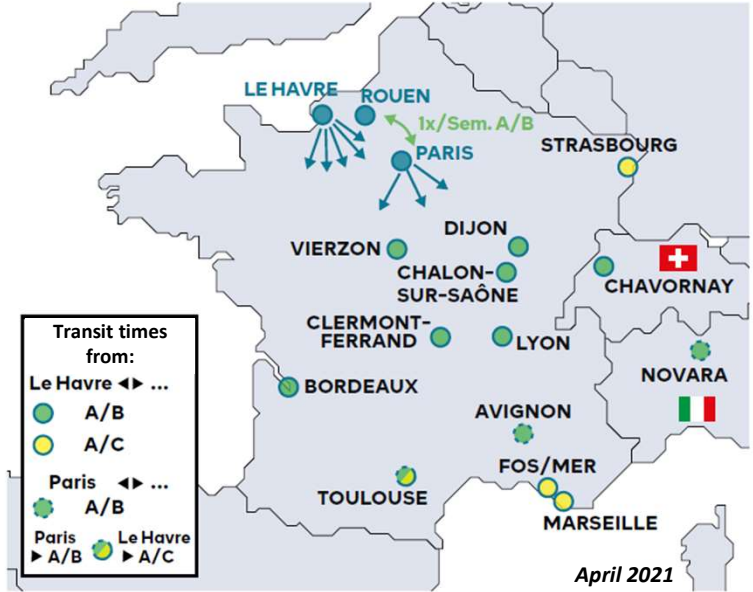 LE HAVRE
ROUEN
1x/Sem. A/B
PARIS
STRASBOURG
DIJON
VIERZON
CHALON-
SUR-SAÔNE
CHAVORNAY
CLERMONT-
FERRAND
LYON
NOVARA
BORDEAUX
AVIGNON
FOS/MER
TOULOUSE
MARSEILLE
Transit times
from:
Le Havre ◄► ...
A/B
A/C
Paris ◄► ...
A/B
Paris
► A/B
Le Havre
► A/C
April 2021